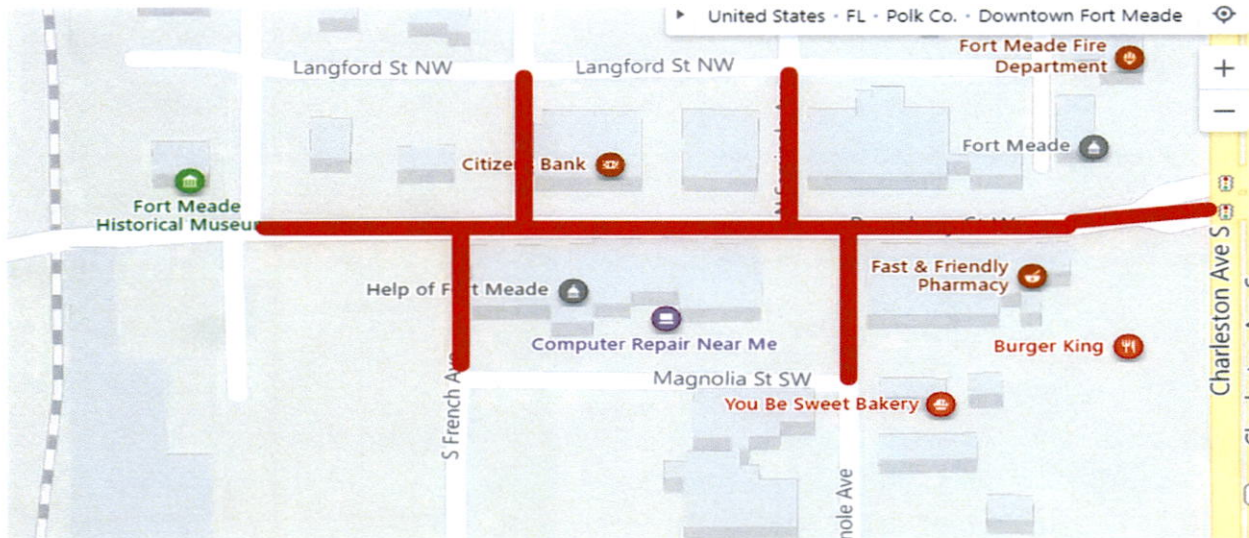 United States · FL · Polk Co. · Downtown Fort Meade
Fort Meade Fire
Department
Langford St NW
Langford St NW
Fort Meade
Citizens Bank
Fort Meade
Historical Museum
Charleston Ave S
Fast & Friendly
Pharmacy
Help of Fort Meade
Computer Repair Near Me
Burger King
Magnolia St SW
You Be Sweet Bakery
S French Ave